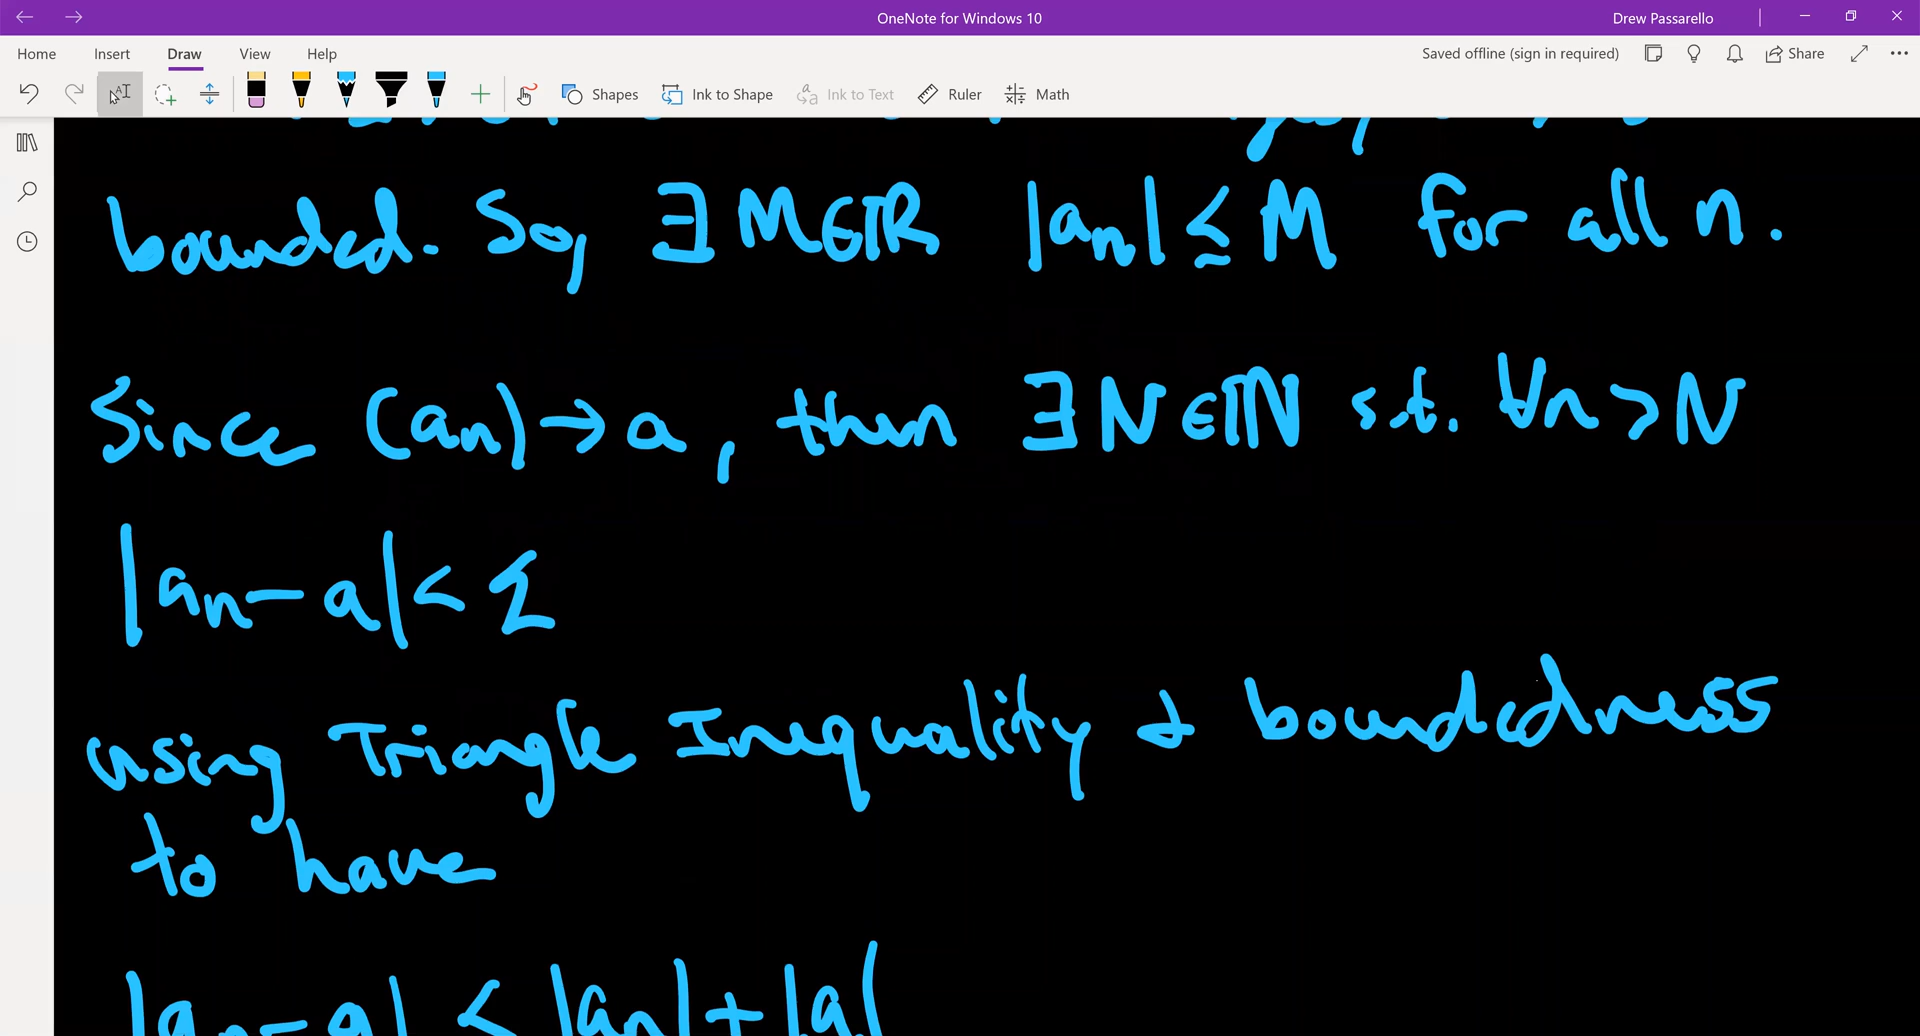 OneNote for Windows 10
Drew Passarello
Home Insert Draw View Help
Saved offline (sign in required) Share
Shapes Ink to Shape Ink to Text Ruler Math
bounded. So, ∃ M∈ℝ |an| ≤ M for all n.
Since (an) → a, then ∃ N ∈ ℕ s.t. ∀n > N
|an - a| < Σ
using Triangle Inequality & boundedness
to have
|an - a| < |an| + |a|